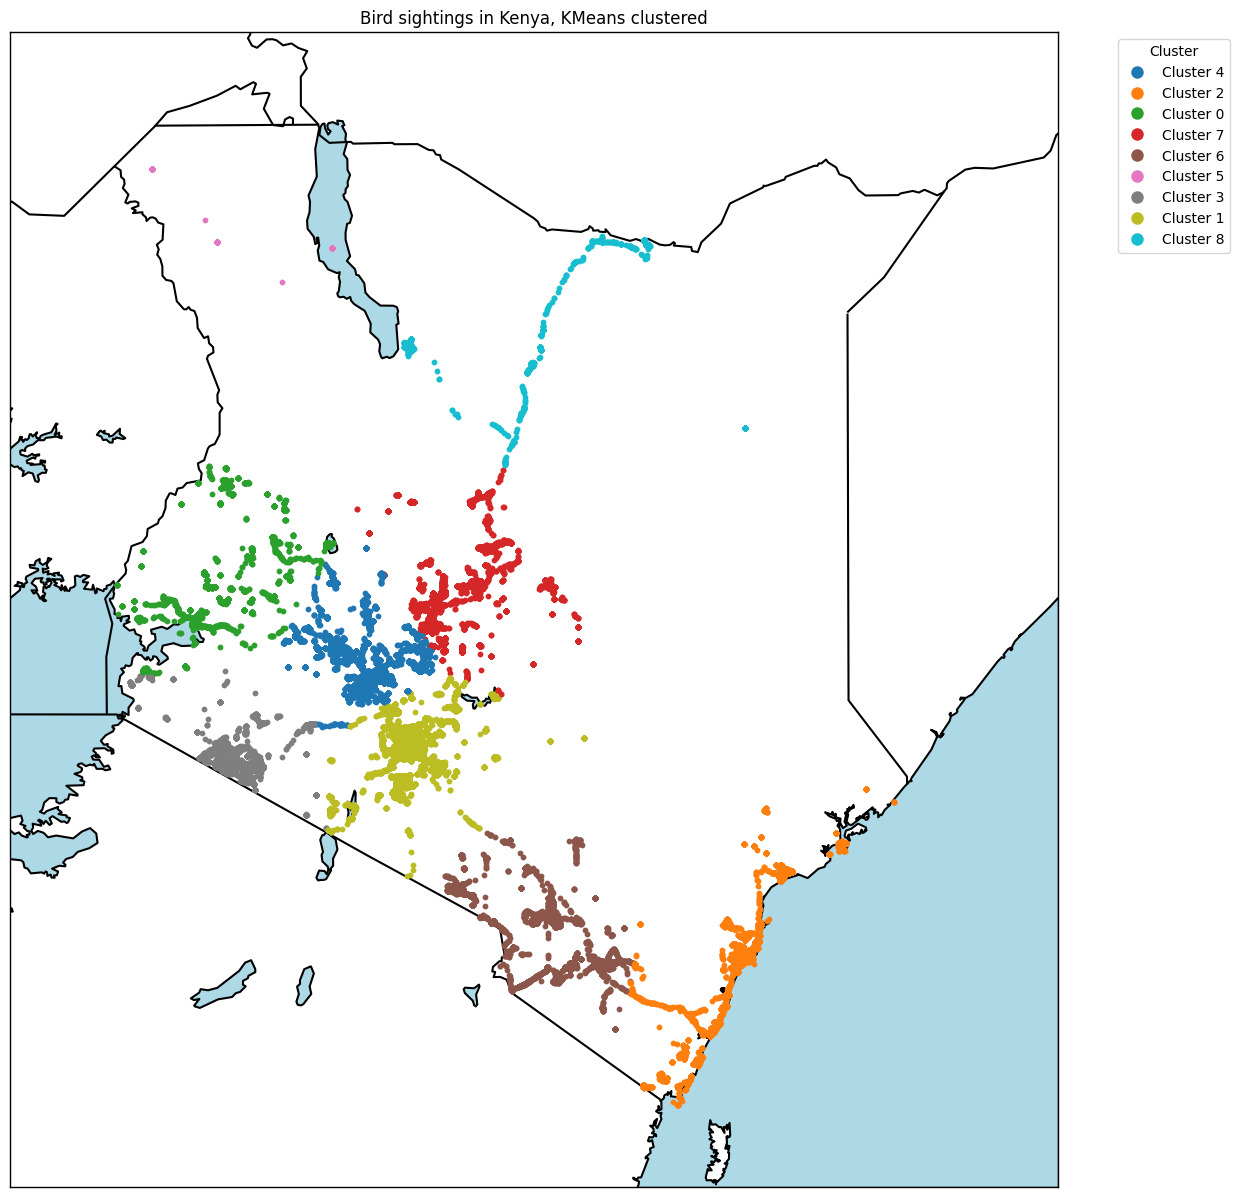 Bird sightings in Kenya, KMeans clustered
Cluster
Cluster 4
Cluster 2
Cluster 0
Cluster 7
Cluster 6
Cluster 5
Cluster 3
Cluster 1
Cluster 8